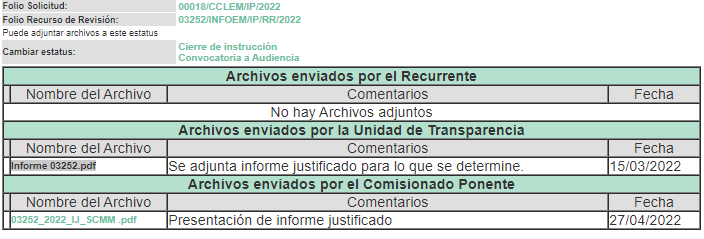 Folio Solicitud: 00018/CCLEM/IP/2022
Folio Recurso de Revisión: 03252/INFOEM/IP/RR/2022
Puede adjuntar archivos a este estatus
Cambiar estatus: Cierre de instrucción
Convocatoria a Audiencia
Archivos enviados por el Recurrente
Nombre del Archivo Comentarios Fecha
No hay Archivos adjuntos
Archivos enviados por la Unidad de Transparencia
Nombre del Archivo Comentarios Fecha
Informe 03252.pdf Se adjunta informe justificado para lo que se determine. 15/03/2022
Archivos enviados por el Comisionado Ponente
Nombre del Archivo Comentarios Fecha
03252_2022_IJ_SCMM .pdf Presentación de informe justificado 27/04/2022